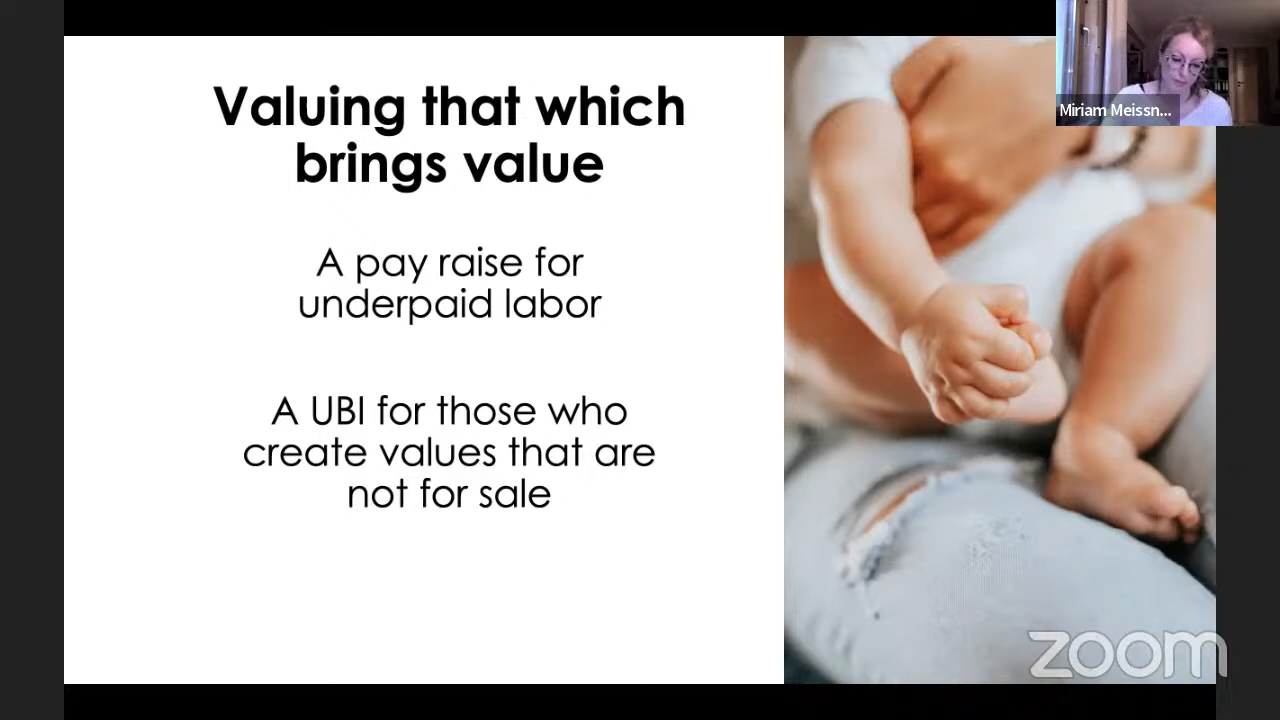 Valuing that which
brings value
A pay raise for
underpaid labor
A UBI for those who
create values that are
not for sale
Miriam Meissn...
zoom